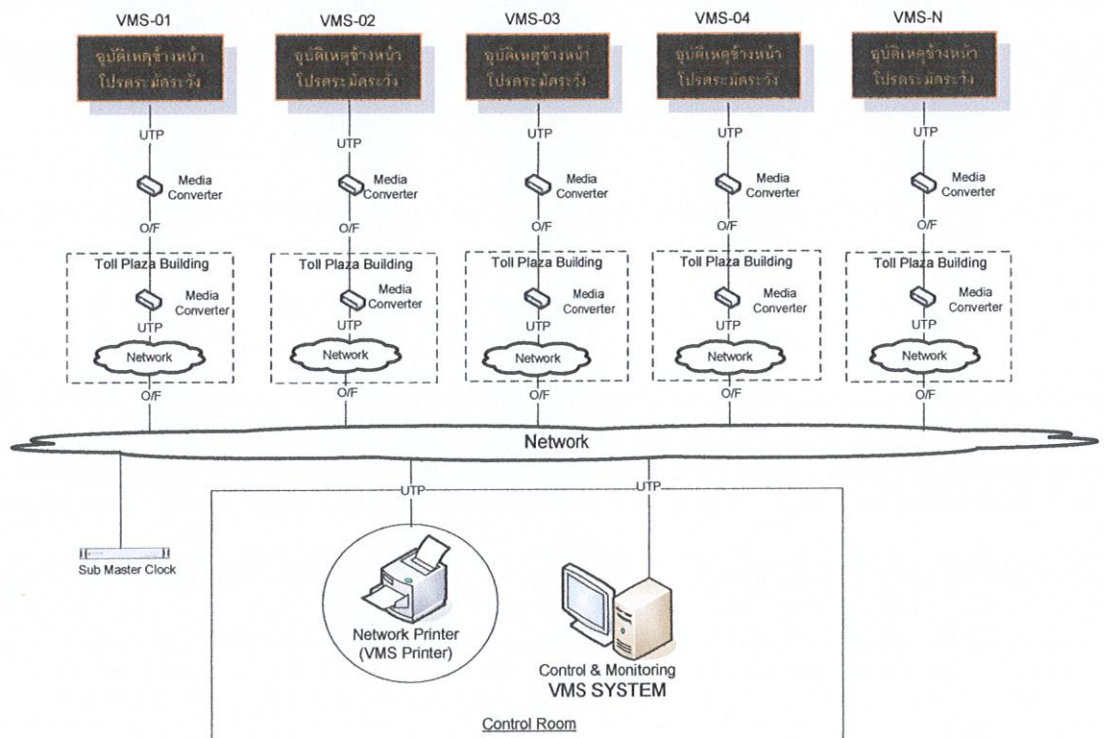 VMS-01
VMS-02
VMS-03
VMS-04
VMS-N
อุบัติเหตุข้างหน้า
โปรดระมัดระวัง
อุบัติเหตุข้างหน้า
โปรดระมัดระวัง
อุบัติเหตุข้างหน้า
โปรดระมัดระวัง
อุบัติเหตุข้างหน้า
โปรดระมัดระวัง
อุบัติเหตุข้างหน้า
โปรดระมัดระวัง
UTP
UTP
UTP
UTP
UTP
Media
Converter
Media
Converter
Media
Converter
Media
Converter
Media
Converter
O/F
O/F
O/F
O/F
O/F
Toll Plaza Building
Toll Plaza Building
Toll Plaza Building
Toll Plaza Building
Toll Plaza Building
Media
Converter
Media
Converter
Media
Converter
Media
Converter
Media
Converter
UTP
UTP
UTP
UTP
UTP
Network
Network
Network
Network
Network
O/F
O/F
O/F
O/F
O/F
Network
UTP
UTP
Sub Master Clock
Network Printer
(VMS Printer)
Control & Monitoring
VMS SYSTEM
Control Room